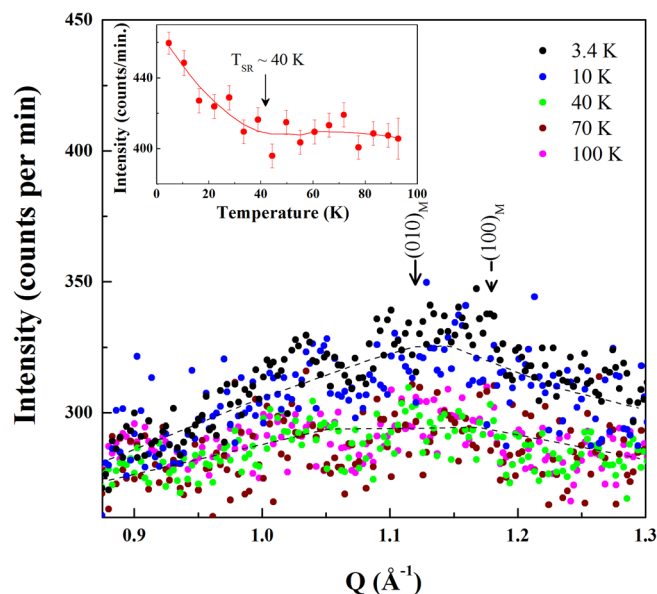 450
400
350
300
Intensity (counts per min)
0.9 1.0 1.1 1.2 1.3
Q (Å⁻¹)
3.4 K
10 K
40 K
70 K
100 K
(010)M
(100)M
440
400
Intensity (counts/min.)
T_SR ~ 40 K
0 20 40 60 80 100
Temperature (K)